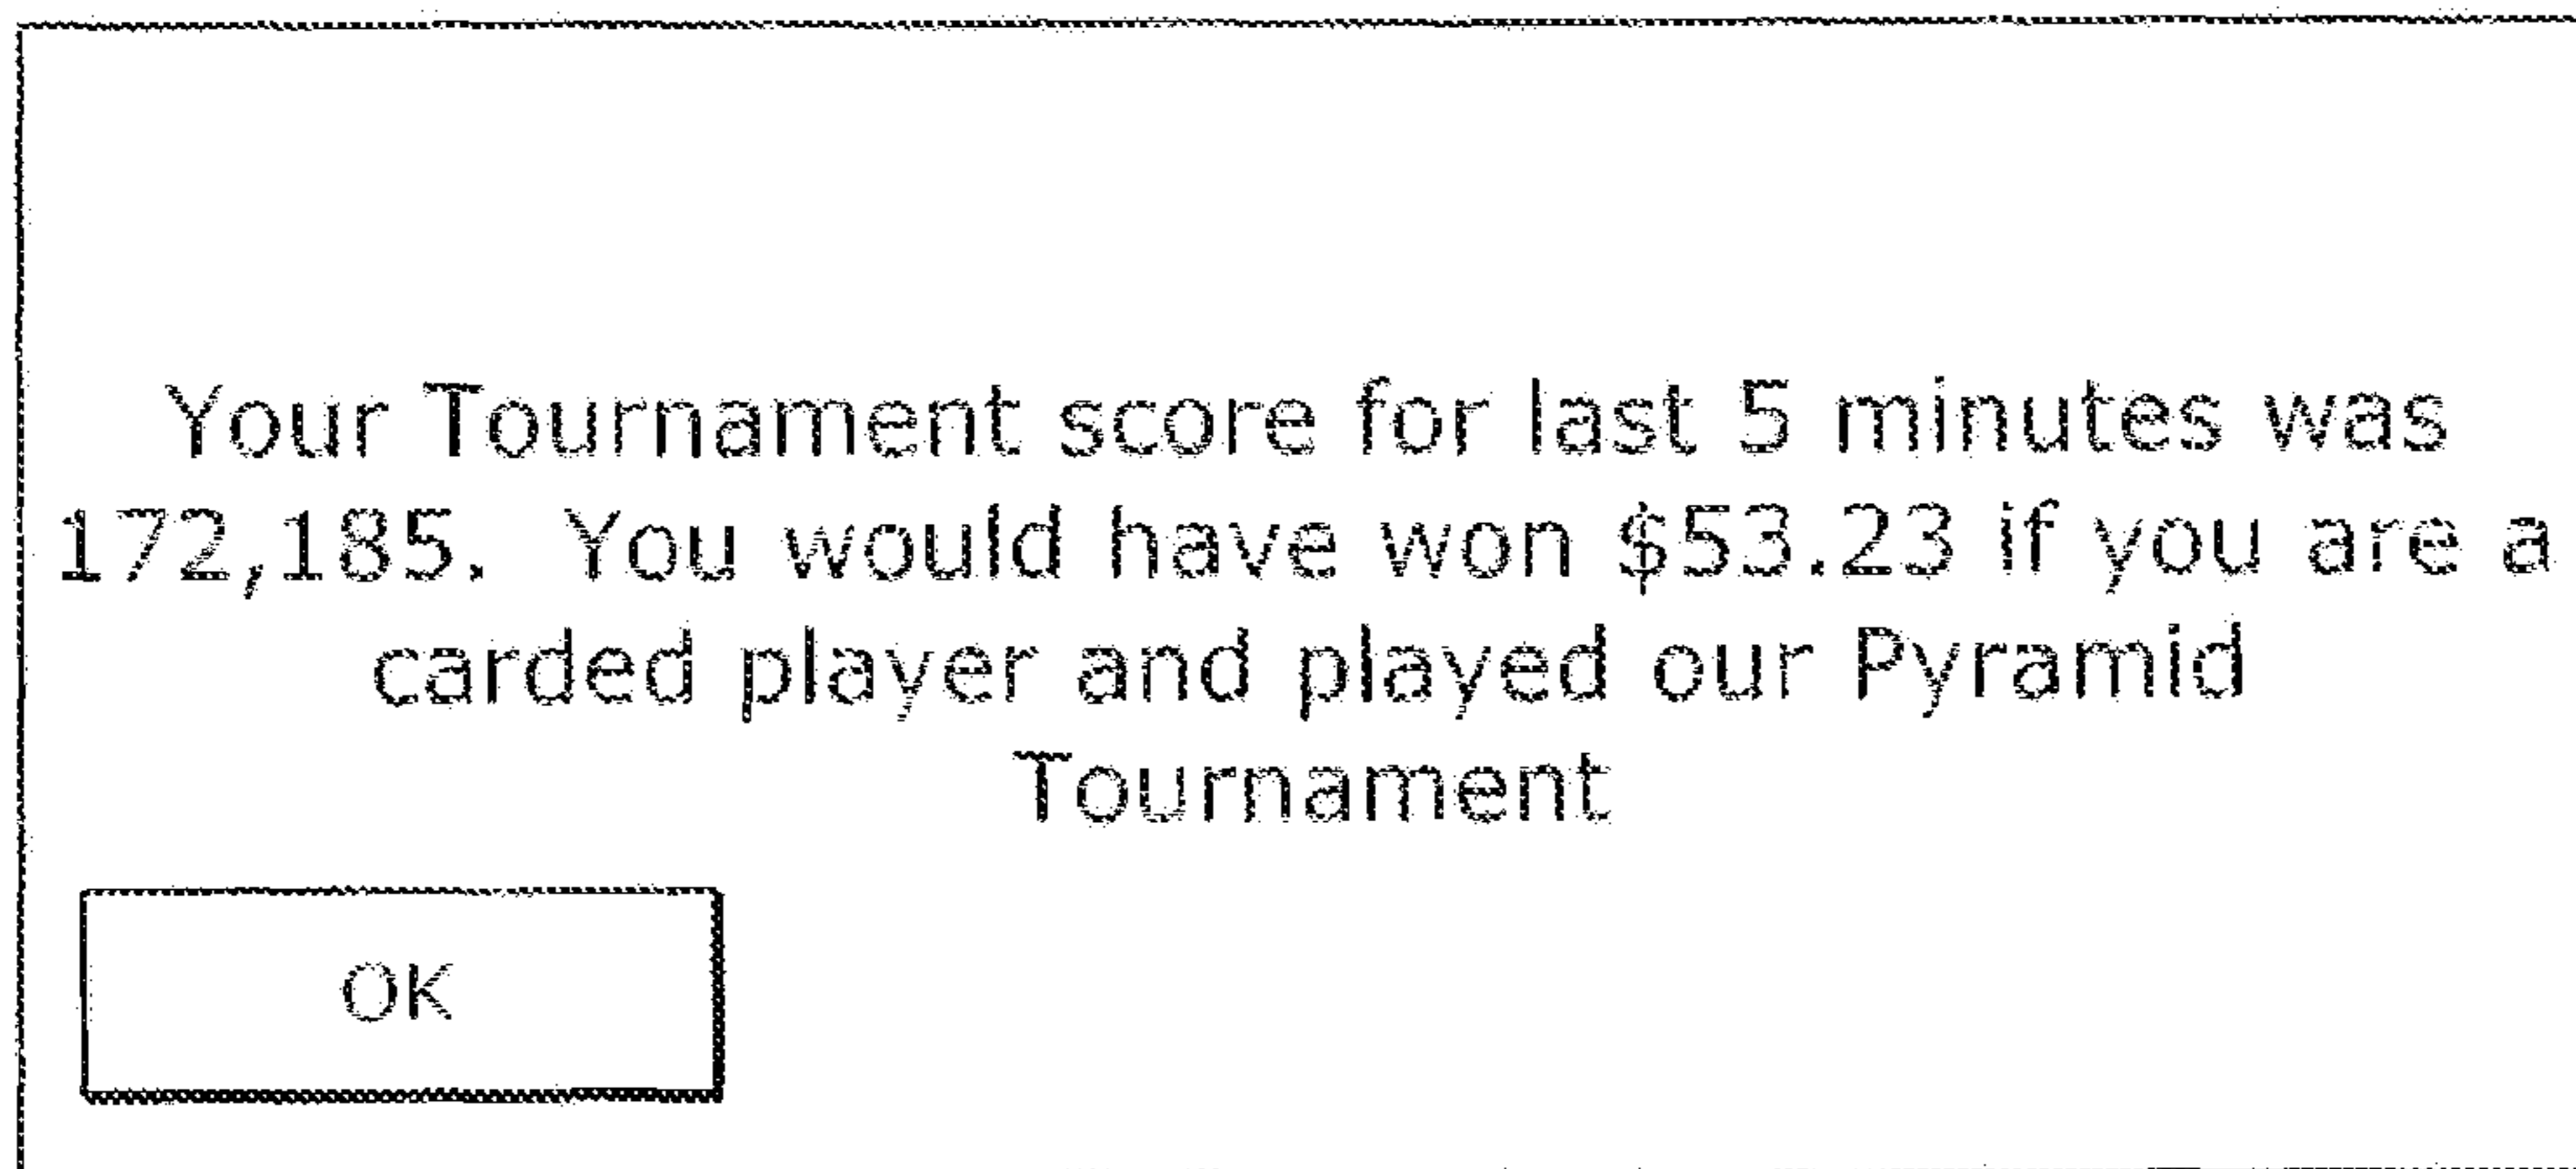 Your Tournament score for last 5 minutes was
172,185.  You would have won $53.23 if you are a
carded player and played our Pyramid
Tournament
OK